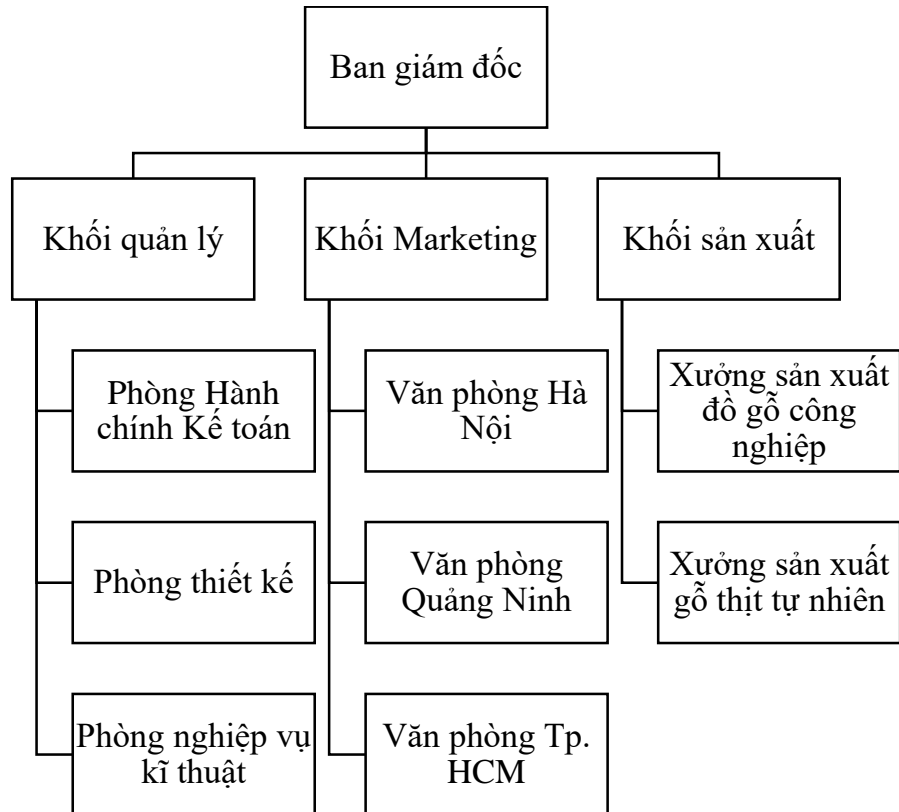 Ban giám đốc
Khối quản lý
Khối Marketing
Khối sản xuất
Phòng Hành
chính Kế toán
Văn phòng Hà
Nội
Xưởng sản xuất
đồ gỗ công
nghiệp
Phòng thiết kế
Văn phòng
Quảng Ninh
Xưởng sản xuất
gỗ thịt tự nhiên
Phòng nghiệp vụ
kĩ thuật
Văn phòng Tp.
HCM